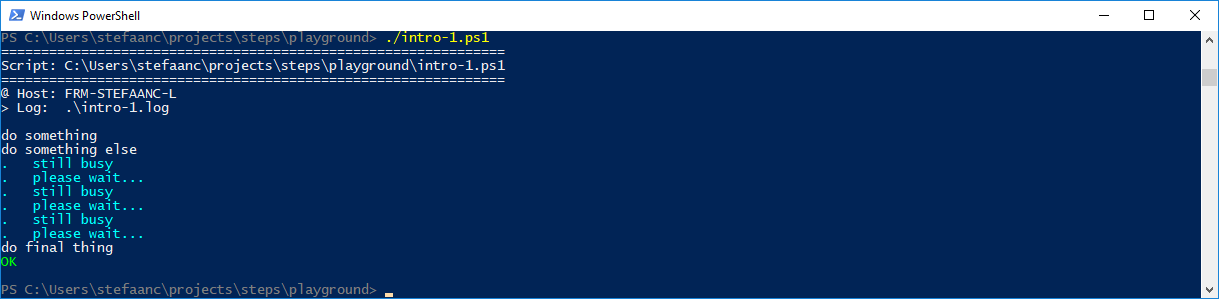 Windows PowerShell
PS C:\Users\stefaanc\projects\steps\playground> ./intro-1.ps1
===============================================================
Script: C:\Users\stefaanc\projects\steps\playground\intro-1.ps1
===============================================================
@ Host: FRM-STEFAANC-L
> Log:  .\intro-1.log

do something
do something else
.   still busy
.   please wait...
.   still busy
.   please wait...
.   still busy
.   please wait...
do final thing
OK

PS C:\Users\stefaanc\projects\steps\playground>